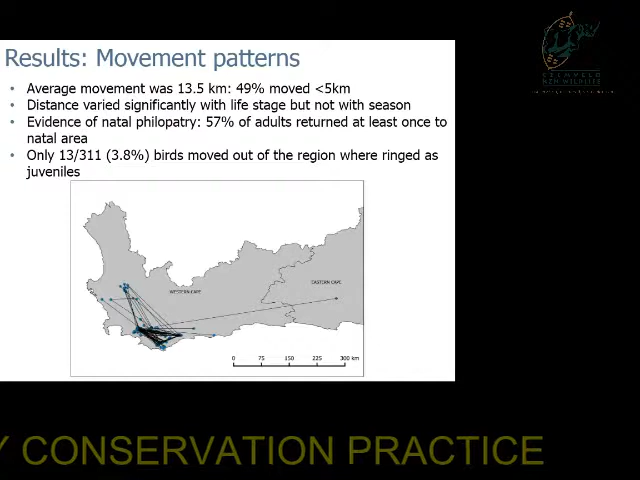 Results: Movement patterns
• Average movement was 13.5 km: 49% moved <5km
• Distance varied significantly with life stage but not with season
• Evidence of natal philopatry: 57% of adults returned at least once to
natal area
• Only 13/311 (3.8%) birds moved out of the region where ringed as
juveniles
EASTERN CAPE
WESTERN CAPE
0 75 150 225 300 km
EZEMVELO
KZN WILDLIFE
Y CONSERVATION PRACTICE